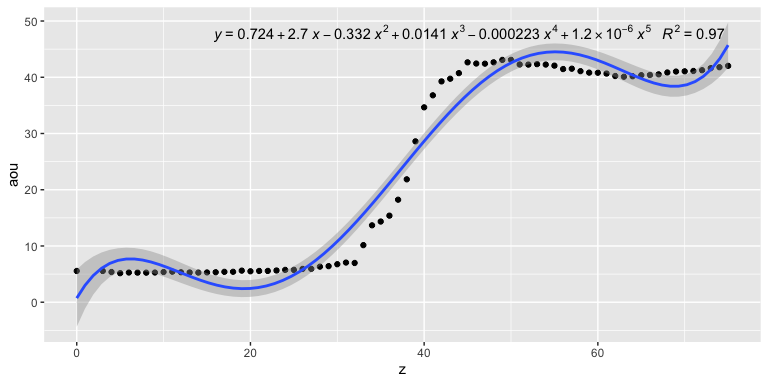 y = 0.724 + 2.7 x − 0.332 x² + 0.0141 x³ − 0.000223 x⁴ + 1.2 × 10⁻⁶ x⁵ R² = 0.97
50
40
30
20
10
0
aou
0 20 40 60
z